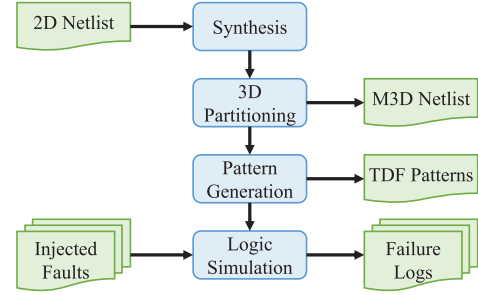 2D Netlist
Synthesis
3D
Partitioning
M3D Netlist
Pattern
Generation
TDF Patterns
Injected
Faults
Logic
Simulation
Failure
Logs